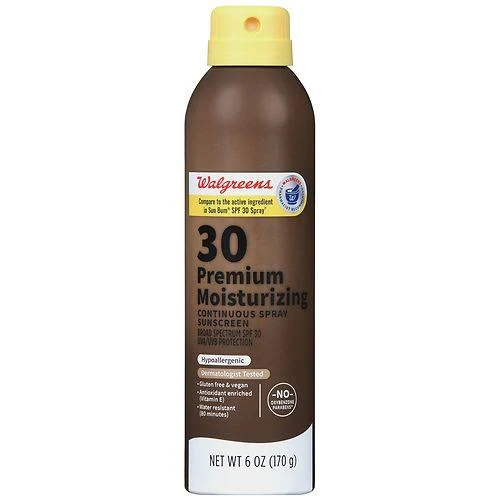 Walgreens
Compare to the active ingredient
in Sun Bum® SPF 30 Spray
30
Premium
Moisturizing
CONTINUOUS SPRAY
SUNSCREEN
BROAD SPECTRUM SPF 30
UVA/UVB PROTECTION
Hypoallergenic
Dermatologist Tested
• Gluten free & vegan
• Antioxidant enriched
(Vitamin E)
• Water resistant
(80 minutes)
-NO-
OXYBENZONE
PARABENS
NET WT 6 OZ (170 g)